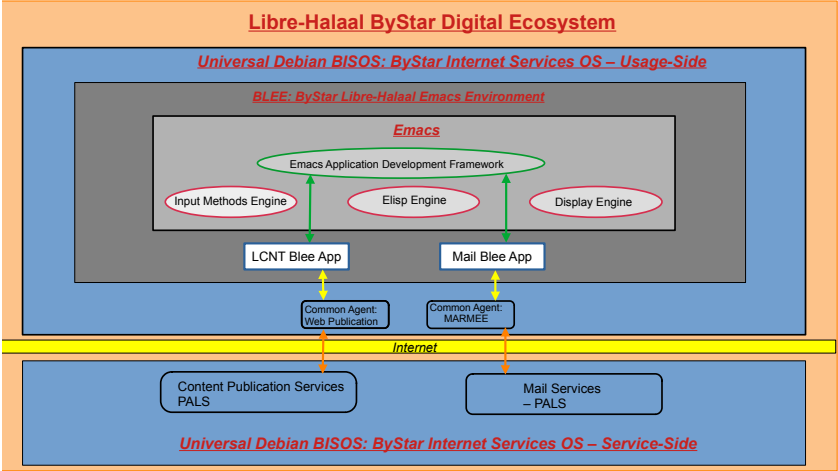 Libre-Halaal ByStar Digital Ecosystem
Universal Debian BISOS: ByStar Internet Services OS – Usage-Side
BLEE: ByStar Libre-Halaal Emacs Environment
Emacs
Emacs Application Development Framework
Input Methods Engine
Elisp Engine
Display Engine
LCNT Blee App
Mail Blee App
Common Agent:
Web Publication
Common Agent:
MARMEE
Internet
Content Publication Services
PALS
Mail Services
– PALS
Universal Debian BISOS: ByStar Internet Services OS – Service-Side